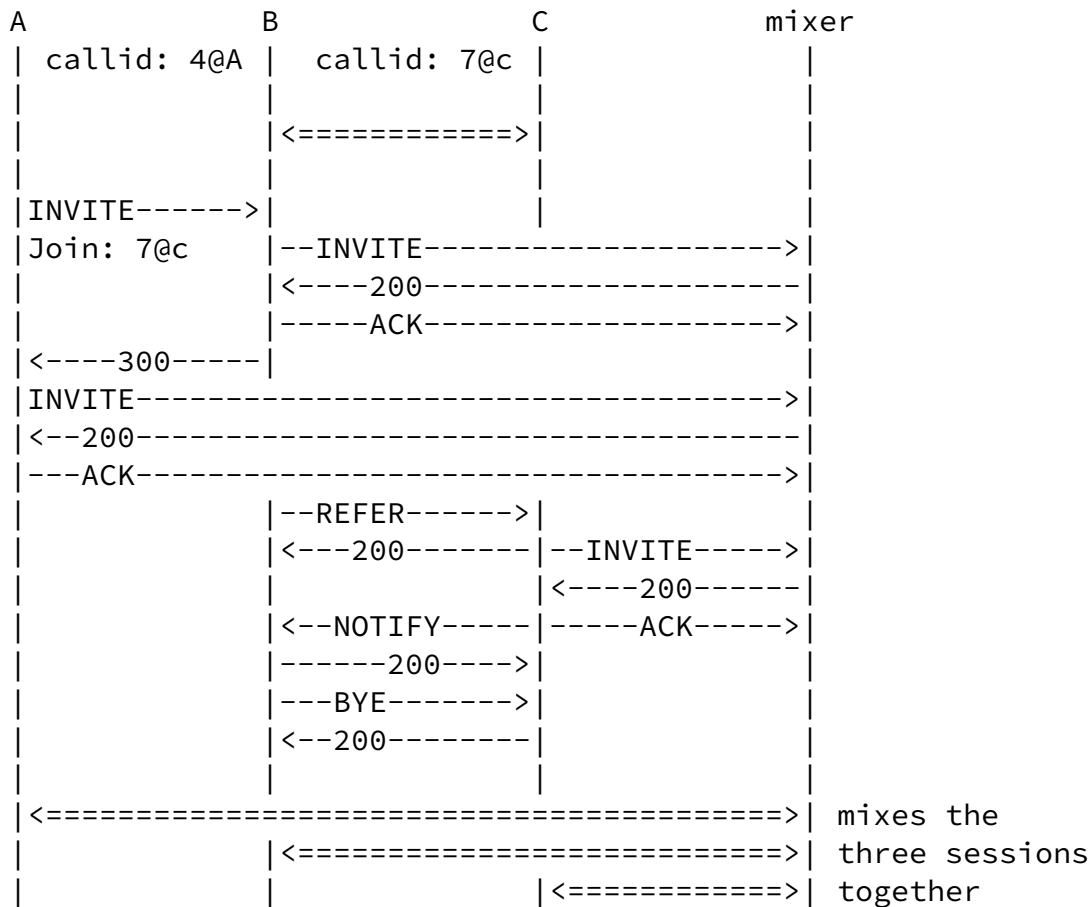 A               B               C                 mixer
| callid: 4@A |  callid: 7@c |                 |
|             |              |                 |
|             |<============>|                 |
|             |              |                 |
|INVITE------>|              |                 |
|Join: 7@c    |--INVITE-------------------->|
|             |<----200---------------------|
|             |-----ACK-------------------->|
|<----300-----|
|INVITE------------------------------------>|
|<--200-------------------------------------|
|---ACK------------------------------------>|
|             |--REFER------>|                 |
|             |<---200-------|--INVITE----->|
|             |              |<----200------|
|             |<--NOTIFY-----|-----ACK----->|
|             |------200---->|                 |
|             |---BYE------->|                 |
|             |<--200--------|                 |
|             |              |                 |
|<=========================================>| mixes the
|             |<===========================>| three sessions
|             |              |<============>| together